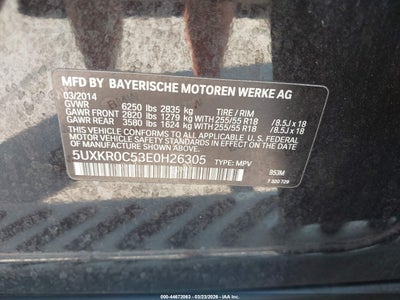 MFD BY BAYERISCHE MOTOREN WERKE AG
03/2014
GVWR 6250 lbs 2835 kg TIRE / RIM
GAWR FRONT 2820 lbs 1279 kg 255/55 R18 /8.5J x 18
GAWR REAR 3580 lbs 1624 kg 255/55 R18 /8.5J x 18
THIS VEHICLE CONFORMS TO ALL APPLICABLE U. S. FEDERAL
MOTOR VEHICLE SAFETY STANDARDS IN EFFECT
ON THE DATE OF MANUFACTURE SHOWN ABOVE.
5UXKR0C53E0H26305 TYPE: MPV
B53M
7 320 729
000-44672063 - 03/23/2026 - IAA Inc.